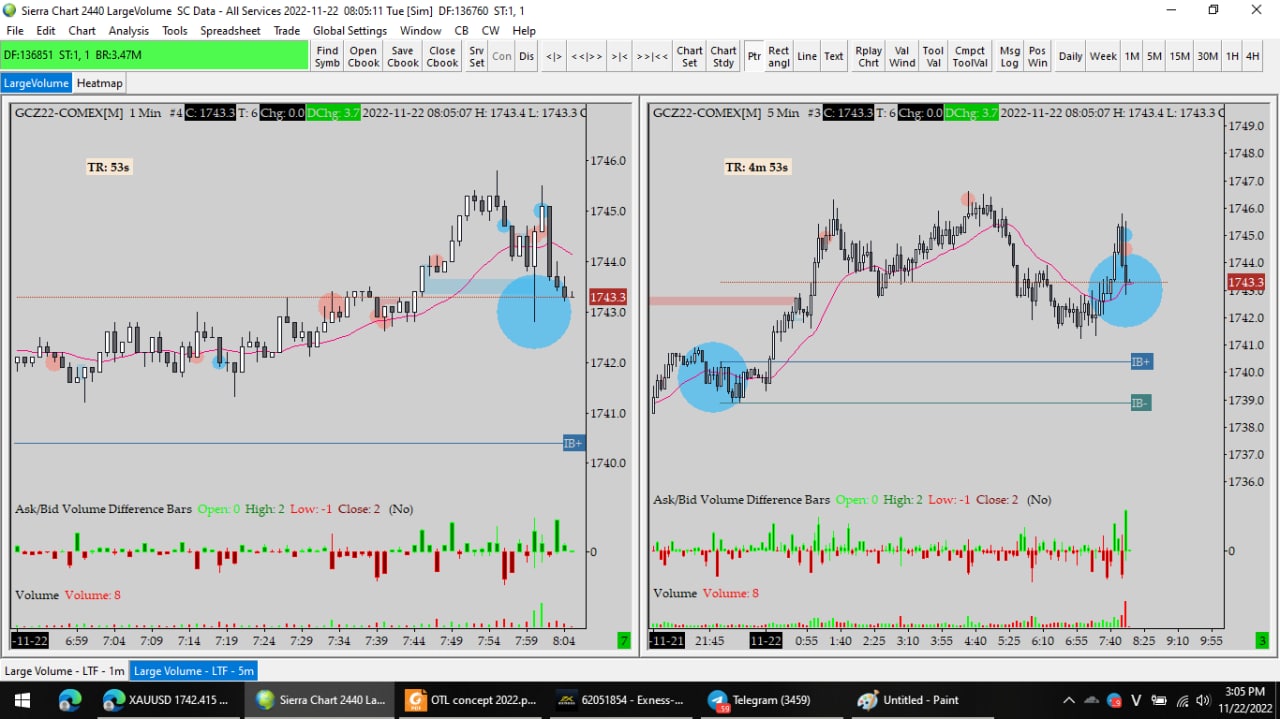 Sierra Chart 2440 LargeVolume  SC Data - All Services 2022-11-22  08:05:11 Tue [Sim]  DF:136760  ST:1, 1
File Edit Chart Analysis Tools Spreadsheet Trade Global Settings Window CB CW Help
DF:136851  ST:1, 1  BR:3.47M
Find Symb Open Cbook Save Cbook Close Cbook Srv Set Con Dis <|> <<|>> >|< >>|<< Chart Set Chart Stdy Ptr Rect angl Line Text Rplay Chrt Val Wind Tool Val Cmpct ToolVal Msg Log Pos Win Daily Week 1M 5M 15M 30M 1H 4H
LargeVolume Heatmap
GCZ22-COMEX[M]  1 Min  #4 C: 1743.3 T: 6 Chg: 0.0 DChg: 3.7 2022-11-22 08:05:07 H: 1743.4 L: 1743.3 C
TR: 53s
1746.0
1745.0
1744.0
1743.3
1743.0
1742.0
1741.0
IB+
1740.0
Ask/Bid Volume Difference Bars  Open: 0  High: 2  Low: -1  Close: 2  (No)
0
Volume  Volume: 8
-11-22 6:59 7:04 7:09 7:14 7:19 7:24 7:29 7:34 7:39 7:44 7:49 7:54 7:59 8:04 7
GCZ22-COMEX[M]  5 Min  #3 C: 1743.3 T: 6 Chg: 0.0 DChg: 3.7 2022-11-22 08:05:07 H: 1743.4 L: 1743.3 C
TR: 4m 53s
1749.0
1748.0
1747.0
1746.0
1745.0
1744.0
1743.3
1743.0
1742.0
1741.0
IB+
1740.0
IB-
1739.0
1738.0
1737.0
1736.0
Ask/Bid Volume Difference Bars  Open: 0  High: 2  Low: -1  Close: 2  (No)
0
Volume  Volume: 8
-11-21 21:45 11-22 0:55 1:40 2:25 3:10 3:55 4:40 5:25 6:10 6:55 7:40 8:25 9:10 9:55 3
Large Volume - LTF - 1m Large Volume - LTF - 5m
XAUUSD 1742.415 ... Sierra Chart 2440 La... OTL concept 2022.p... 62051854 - Exness-... Telegram (3459) Untitled - Paint
3:05 PM
11/22/2022